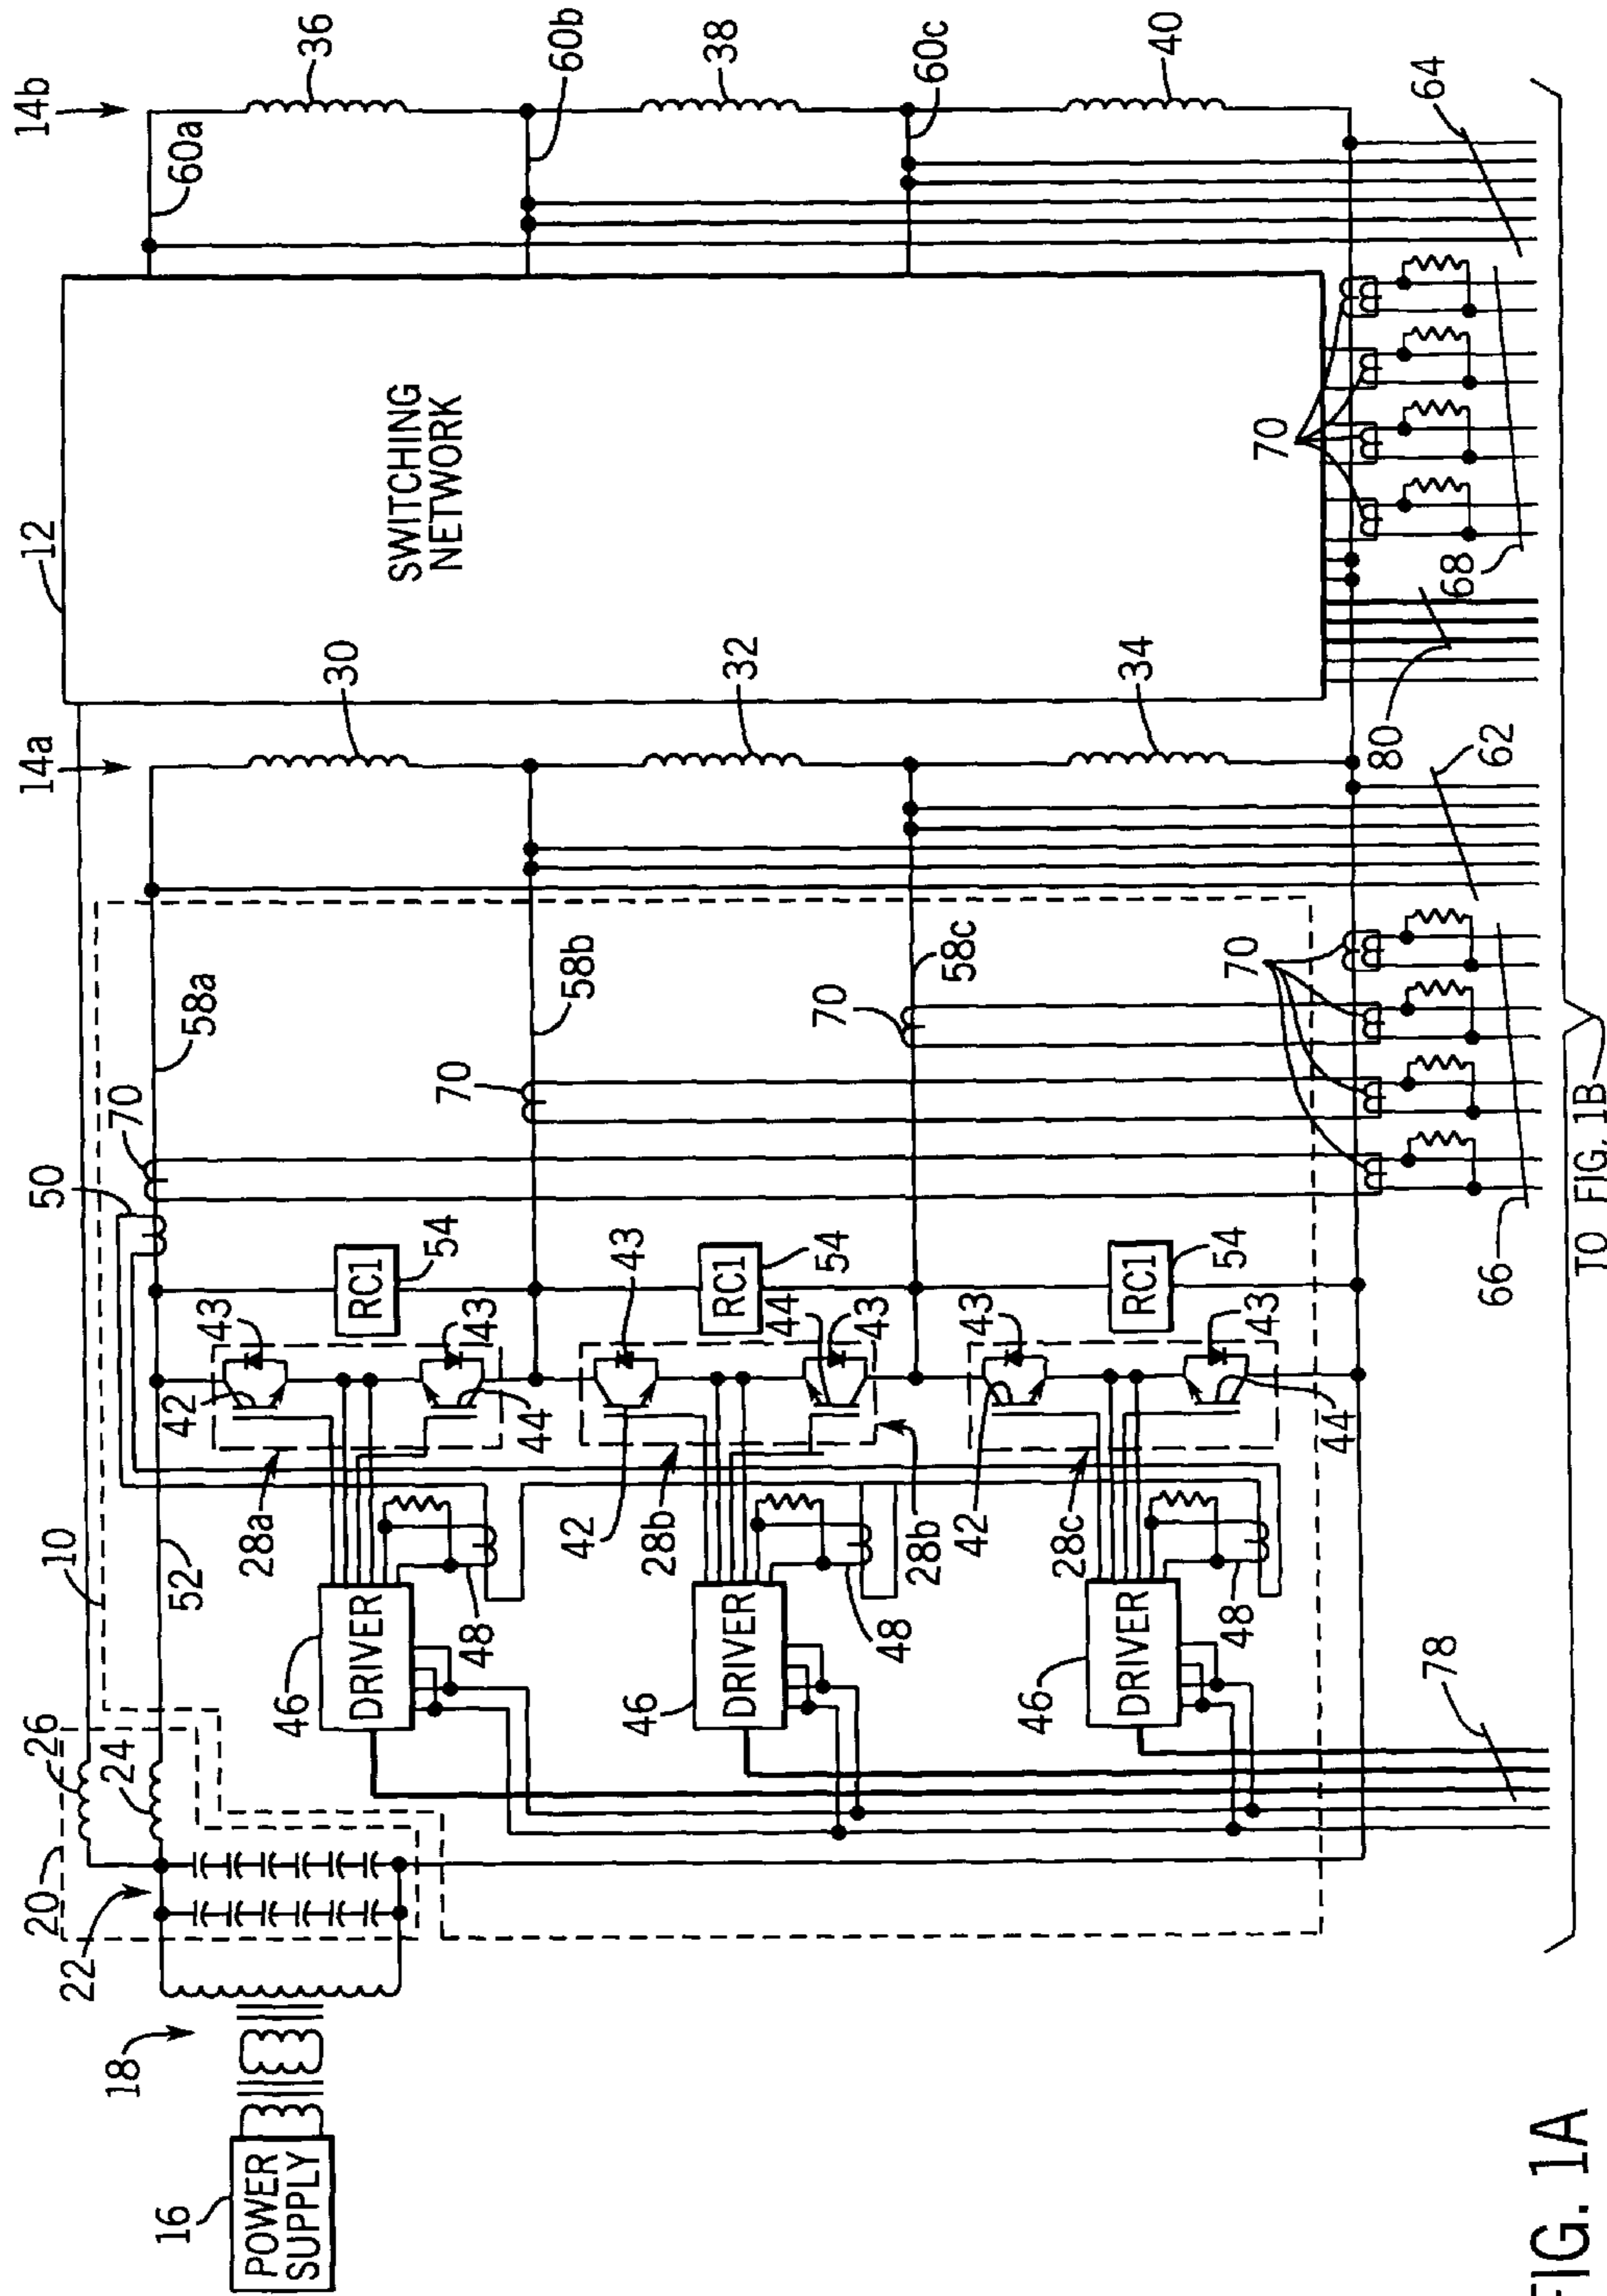 14b
36
60a
60b
38
60c
40
64
12
SWITCHING
NETWORK
70
68
80
14a
30
32
34
62
58a
58b
58c
70
70
70
70
66
50
54
RC1
54
RC1
54
RC1
43
43
43
43
43
43
42
44
42
44
42
44
28a
28b
28b
28c
10
52
46
DRIVER
48
46
DRIVER
48
46
DRIVER
48
78
26
24
20
22
18
16
POWER
SUPPLY
TO FIG. 1B
FIG. 1A